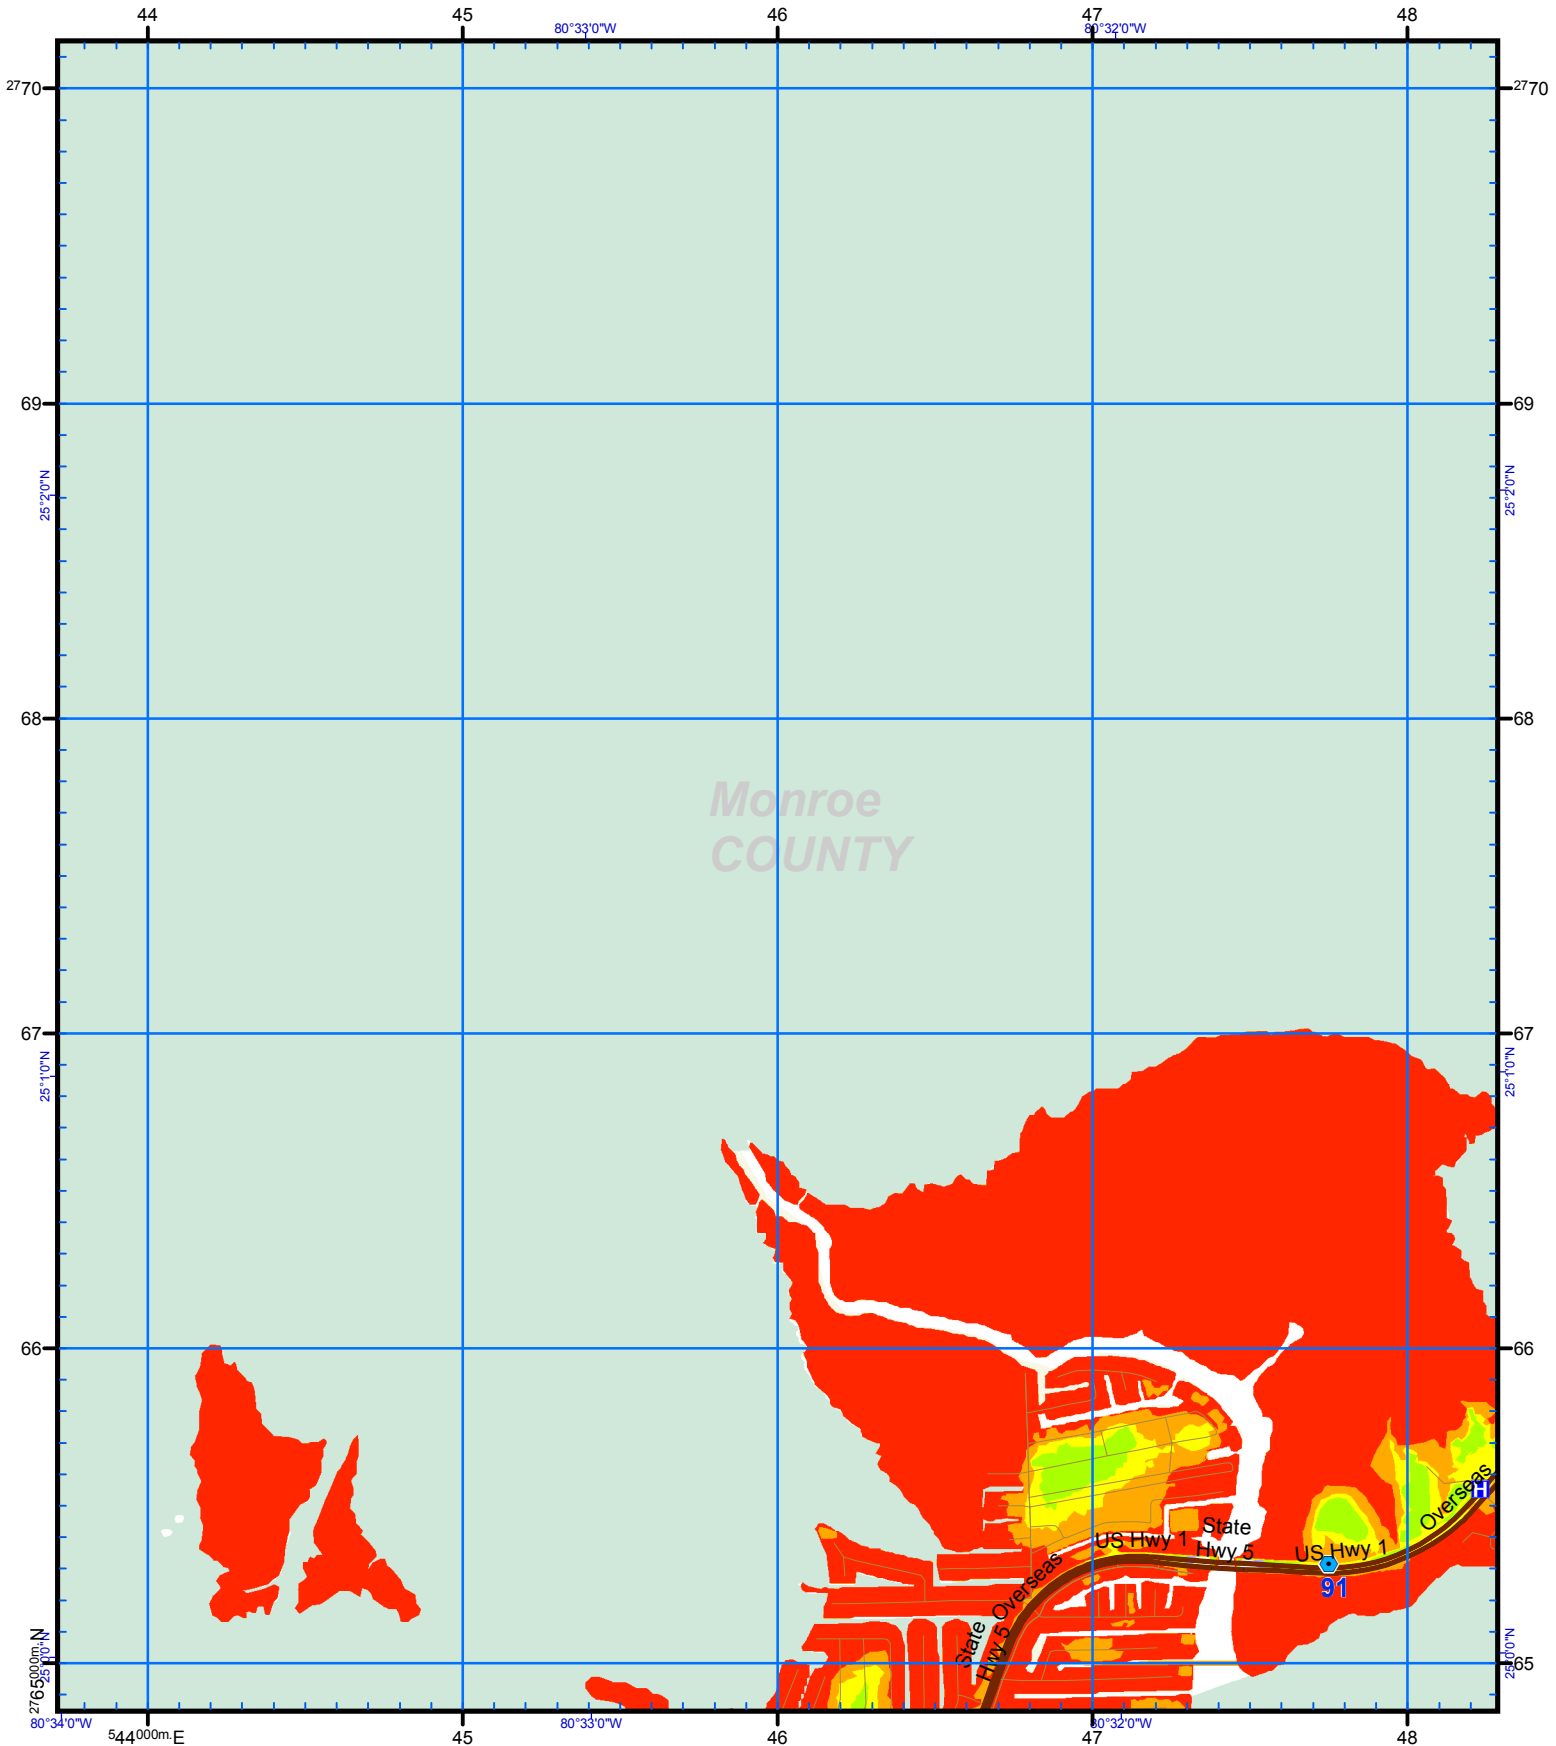 44 45 46 47 48
80°33'0"W 80°32'0"W
2770 2770
69 69
25°2'0"N 25°2'0"N
68 68
Monroe
COUNTY
67 67
25°1'0"N 25°1'0"N
66 66
Overseas
H
State
US Hwy 1 Hwy 5 US Hwy 1
91
Overseas
State
Hwy 5
25°0'0"N 25°0'0"N
2765000m.N 65
80°34'0"W 80°33'0"W 80°32'0"W
544000m.E 45 46 47 48